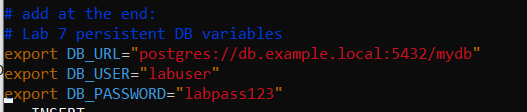 # add at the end:
# Lab 7 persistent DB variables
export DB_URL="postgres://db.example.local:5432/mydb"
export DB_USER="labuser"
export DB_PASSWORD="labpass123"
INSERT